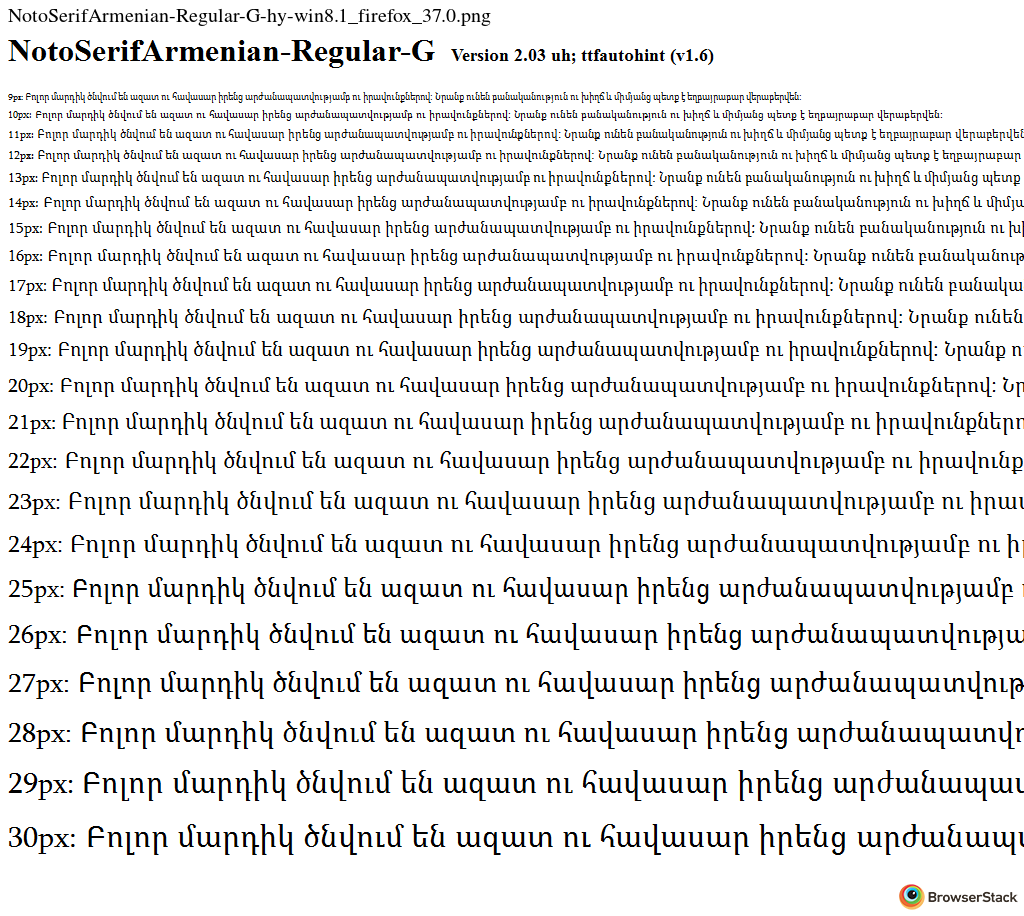 NotoSerifArmenian-Regular-G-hy-win8.1_firefox_37.0.png
NotoSerifArmenian-Regular-G Version 2.03 uh; ttfautohint (v1.6)
9px: Բոլոր մարդիկ ծնվում են ազատ ու հավասար իրենց արժանապատվությամբ ու իրավունքներով։ Նրանք ունեն բանականություն ու խիղճ և միմյանց պետք է եղբայրաբար վերաբերվեն։
10px: Բոլոր մարդիկ ծնվում են ազատ ու հավասար իրենց արժանապատվությամբ ու իրավունքներով։ Նրանք ունեն բանականություն ու խիղճ և միմյանց պետք է եղբայրաբար վերաբերվեն։
11px: Բոլոր մարդիկ ծնվում են ազատ ու հավասար իրենց արժանապատվությամբ ու իրավունքներով։ Նրանք ունեն բանականություն ու խիղճ և միմյանց պետք է եղբայրաբար վերաբերվեն
12px: Բոլոր մարդիկ ծնվում են ազատ ու հավասար իրենց արժանապատվությամբ ու իրավունքներով։ Նրանք ունեն բանականություն ու խիղճ և միմյանց պետք է եղբայրաբար
13px: Բոլոր մարդիկ ծնվում են ազատ ու հավասար իրենց արժանապատվությամբ ու իրավունքներով։ Նրանք ունեն բանականություն ու խիղճ և միմյանց պետք
14px: Բոլոր մարդիկ ծնվում են ազատ ու հավասար իրենց արժանապատվությամբ ու իրավունքներով։ Նրանք ունեն բանականություն ու խիղճ և միմյա
15px: Բոլոր մարդիկ ծնվում են ազատ ու հավասար իրենց արժանապատվությամբ ու իրավունքներով։ Նրանք ունեն բանականություն ու խի
16px: Բոլոր մարդիկ ծնվում են ազատ ու հավասար իրենց արժանապատվությամբ ու իրավունքներով։ Նրանք ունեն բանականութ
17px: Բոլոր մարդիկ ծնվում են ազատ ու հավասար իրենց արժանապատվությամբ ու իրավունքներով։ Նրանք ունեն բանակա
18px: Բոլոր մարդիկ ծնվում են ազատ ու հավասար իրենց արժանապատվությամբ ու իրավունքներով։ Նրանք ունեն
19px: Բոլոր մարդիկ ծնվում են ազատ ու հավասար իրենց արժանապատվությամբ ու իրավունքներով։ Նրանք ո
20px: Բոլոր մարդիկ ծնվում են ազատ ու հավասար իրենց արժանապատվությամբ ու իրավունքներով։ Նր
21px: Բոլոր մարդիկ ծնվում են ազատ ու հավասար իրենց արժանապատվությամբ ու իրավունքներո
22px: Բոլոր մարդիկ ծնվում են ազատ ու հավասար իրենց արժանապատվությամբ ու իրավունք
23px: Բոլոր մարդիկ ծնվում են ազատ ու հավասար իրենց արժանապատվությամբ ու իրավ
24px: Բոլոր մարդիկ ծնվում են ազատ ու հավասար իրենց արժանապատվությամբ ու իր
25px: Բոլոր մարդիկ ծնվում են ազատ ու հավասար իրենց արժանապատվությամբ
26px: Բոլոր մարդիկ ծնվում են ազատ ու հավասար իրենց արժանապատվությա
27px: Բոլոր մարդիկ ծնվում են ազատ ու հավասար իրենց արժանապատվութ
28px: Բոլոր մարդիկ ծնվում են ազատ ու հավասար իրենց արժանապատվո
29px: Բոլոր մարդիկ ծնվում են ազատ ու հավասար իրենց արժանապատ
30px: Բոլոր մարդիկ ծնվում են ազատ ու հավասար իրենց արժանապ
BrowserStack